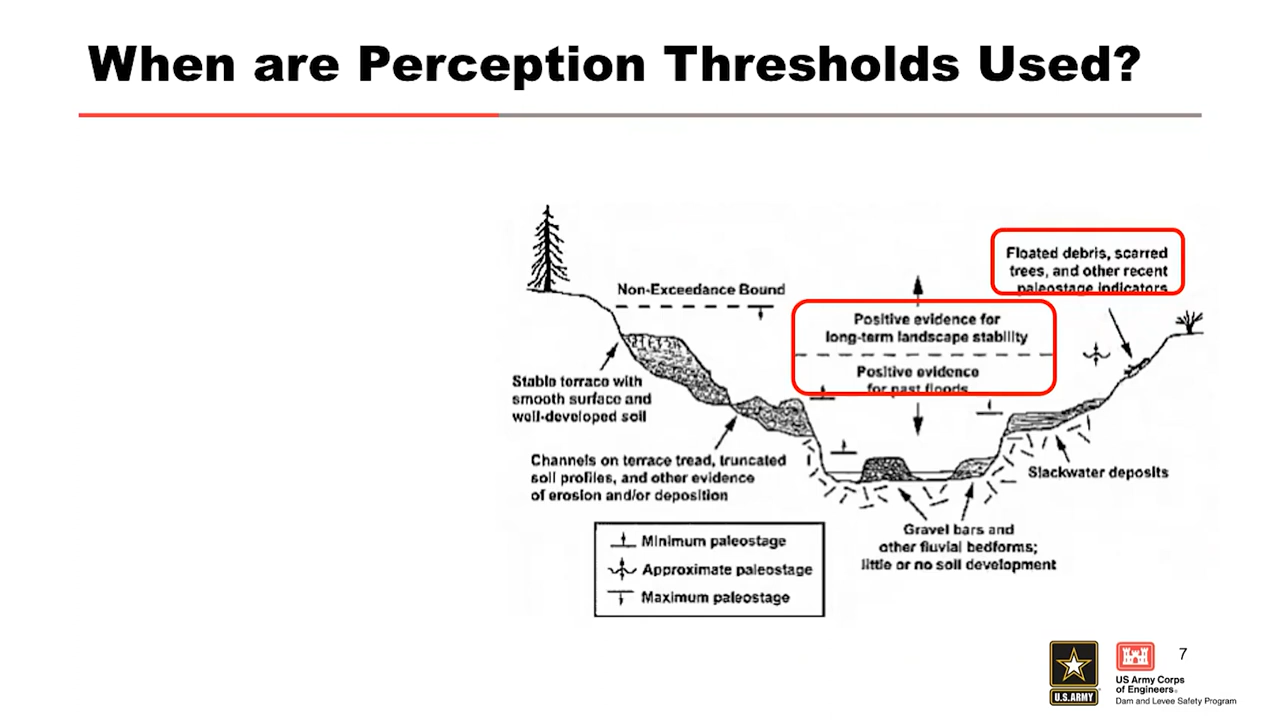 When are Perception Thresholds Used?
Non-Exceedance Bound
Floated debris, scarred
trees, and other recent
paleostage indicators
Positive evidence for
long-term landscape stability
Positive evidence
for past floods
Stable terrace with
smooth surface and
well-developed soil
Channels on terrace tread, truncated
soil profiles, and other evidence
of erosion and/or deposition
Slackwater deposits
Gravel bars and
other fluvial bedforms;
little or no soil development
Minimum paleostage
Approximate paleostage
Maximum paleostage
U.S.ARMY
US Army Corps
of Engineers®
Dam and Levee Safety Program
7